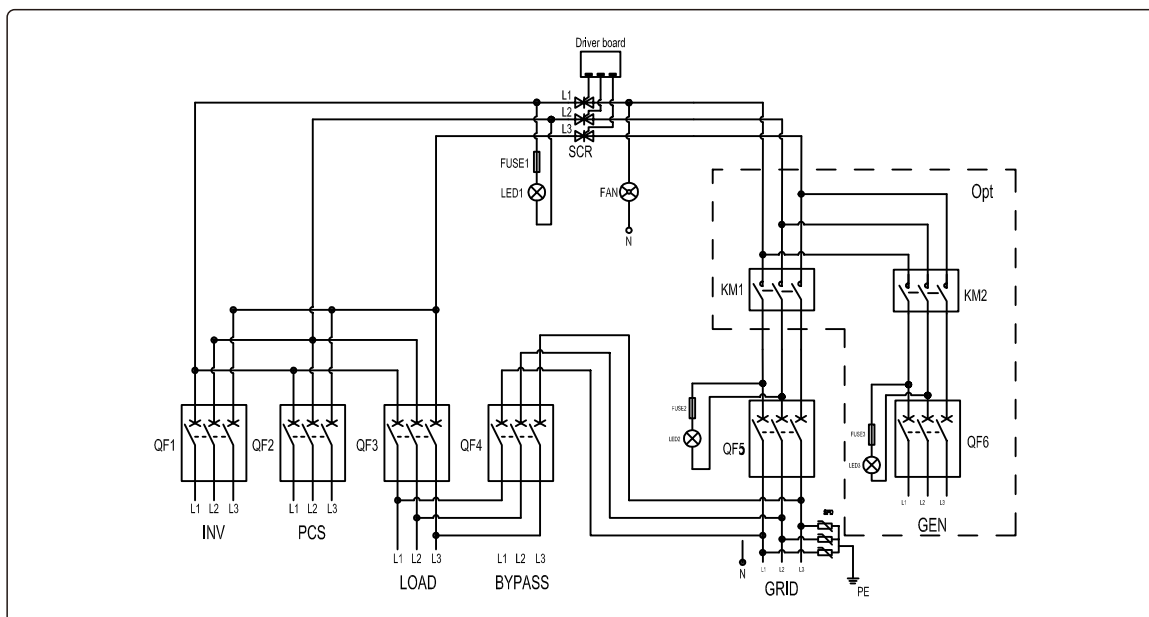 Driver board
L1
L2
L3
SCR
FUSE1
LED1
FAN
N
Opt
KM1
KM2
QF1
QF2
QF3
QF4
FUSE2
LED2
QF5
FUSE3
LED3
QF6
L1 L2 L3
INV
L1 L2 L3
PCS
L1 L2 L3
LOAD
L1 L2 L3
BYPASS
N
L1 L2 L3
GRID
SPD
PE
L1 L2 L3
GEN